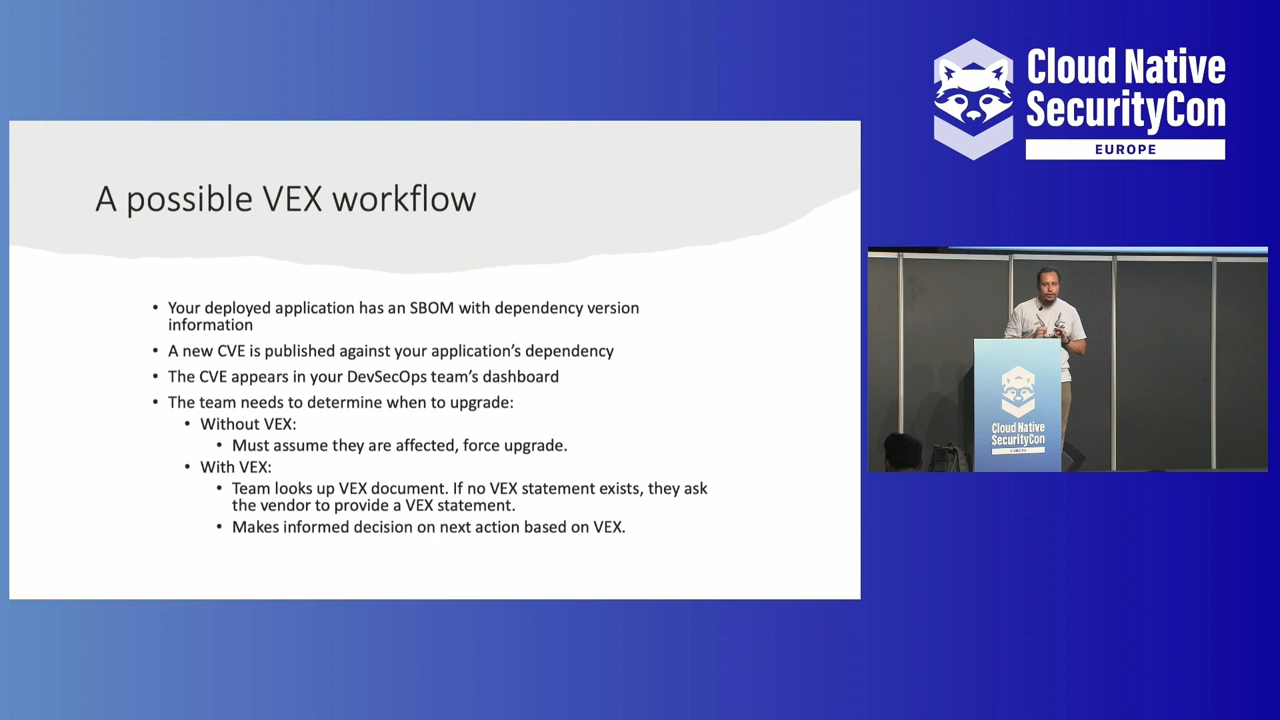 Cloud Native
SecurityCon
EUROPE
A possible VEX workflow
• Your deployed application has an SBOM with dependency version
information
• A new CVE is published against your application's dependency
• The CVE appears in your DevSecOps team's dashboard
• The team needs to determine when to upgrade:
• Without VEX:
• Must assume they are affected, force upgrade.
• With VEX:
• Team looks up VEX document. If no VEX statement exists, they ask
the vendor to provide a VEX statement.
• Makes informed decision on next action based on VEX.
Cloud Native
SecurityCon
EUROPE